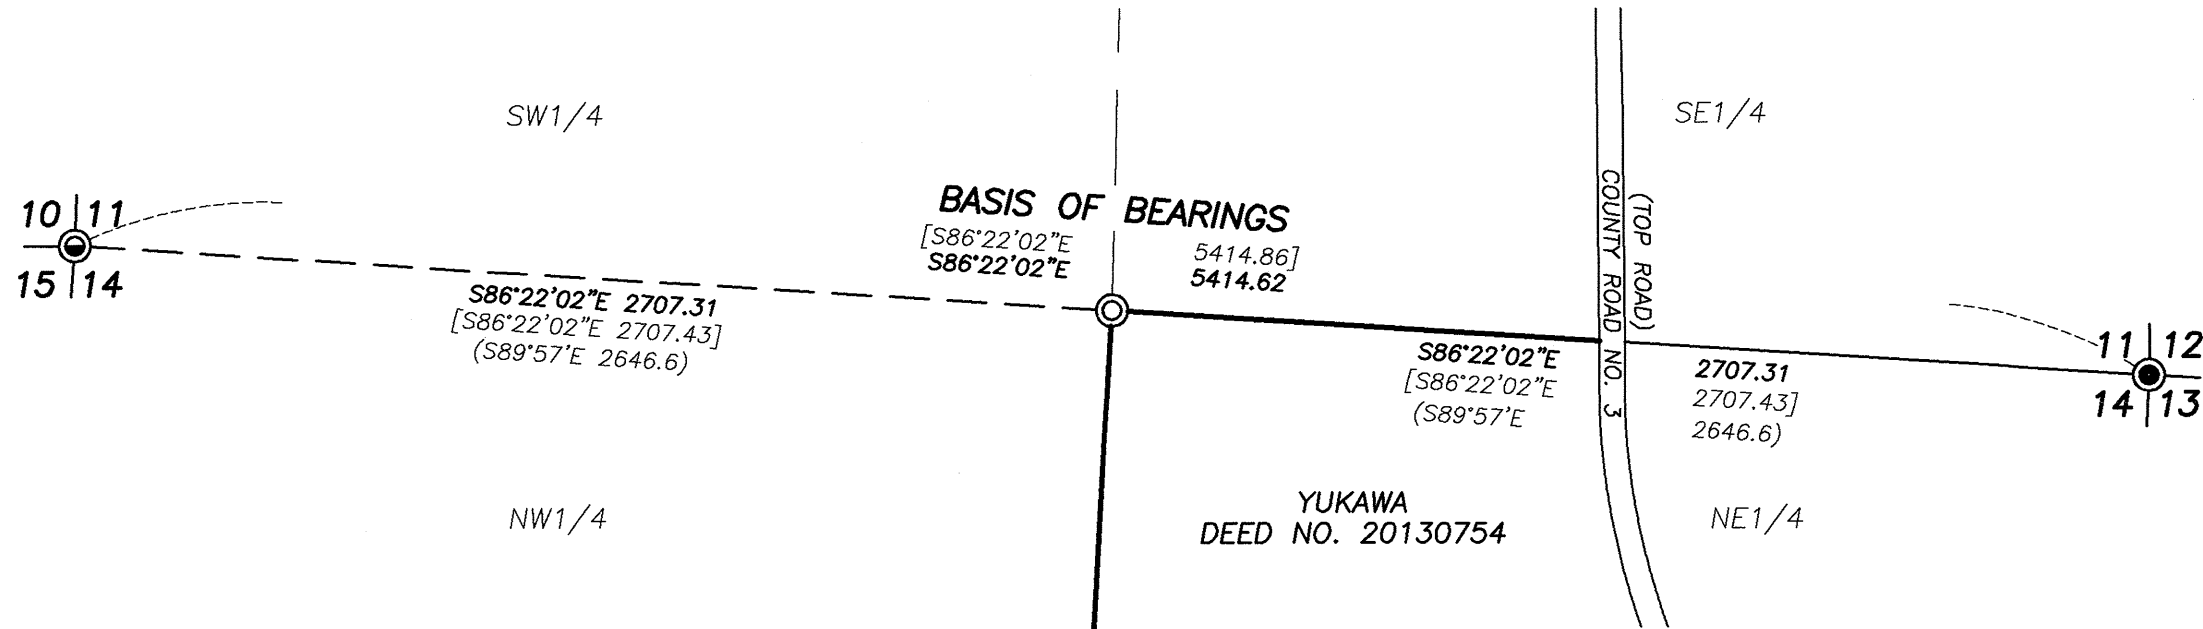 SW1/4
SE1/4
10 11
15 14
BASIS OF BEARINGS
[S86°22'02"E 5414.86]
S86°22'02"E 5414.62
S86°22'02"E 2707.31
[S86°22'02"E 2707.43]
(S89°57'E 2646.6)
COUNTY ROAD NO. 3
(TOP ROAD)
S86°22'02"E 2707.31
[S86°22'02"E 2707.43]
(S89°57'E 2646.6)
11 12
14 13
NW1/4
YUKAWA
DEED NO. 20130754
NE1/4